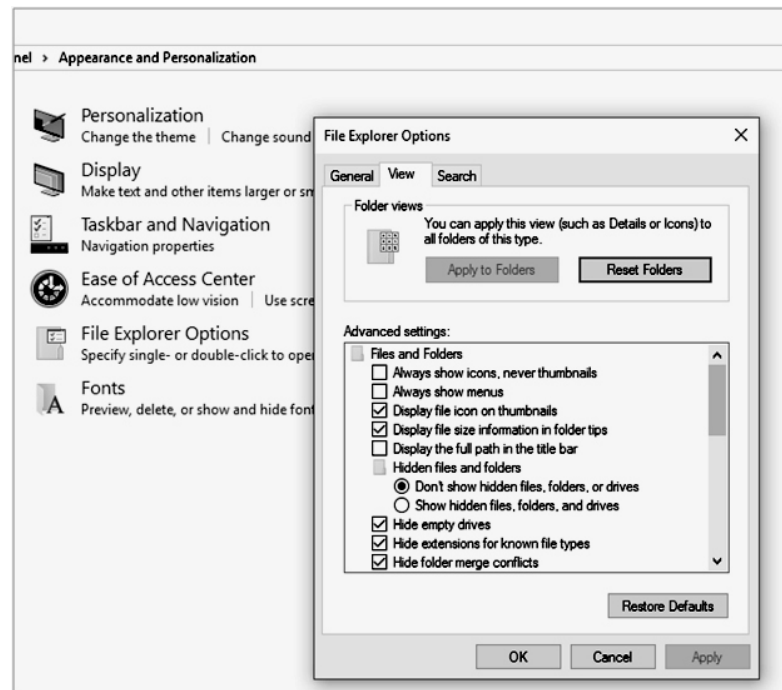 nel > Appearance and Personalization
Personalization
Change the theme | Change sound
Display
Make text and other items larger or sm
Taskbar and Navigation
Navigation properties
Ease of Access Center
Accommodate low vision | Use scre
File Explorer Options
Specify single- or double-click to ope
Fonts
Preview, delete, or show and hide font
File Explorer Options
General View Search
Folder views
You can apply this view (such as Details or Icons) to
all folders of this type.
Apply to Folders Reset Folders
Advanced settings:
Files and Folders
Always show icons, never thumbnails
Always show menus
Display file icon on thumbnails
Display file size information in folder tips
Display the full path in the title bar
Hidden files and folders
Don't show hidden files, folders, or drives
Show hidden files, folders, and drives
Hide empty drives
Hide extensions for known file types
Hide folder merge conflicts
Restore Defaults
OK Cancel Apply